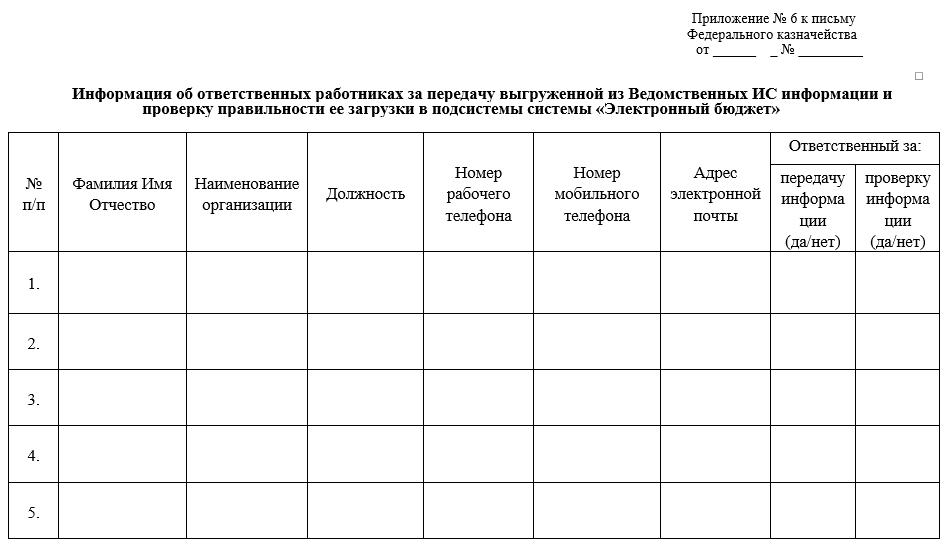 Приложение № 6 к письму
Федерального казначейства
от ______ _ № _________
Информация об ответственных работниках за передачу выгруженной из Ведомственных ИС информации и
проверку правильности ее загрузки в подсистемы системы «Электронный бюджет»
№
п/п
Фамилия Имя
Отчество
Наименование
организации
Должность
Номер
рабочего
телефона
Номер
мобильного
телефона
Адрес
электронной
почты
Ответственный за:
передачу
информа
ции
(да/нет)
проверку
информа
ции
(да/нет)
1.
2.
3.
4.
5.